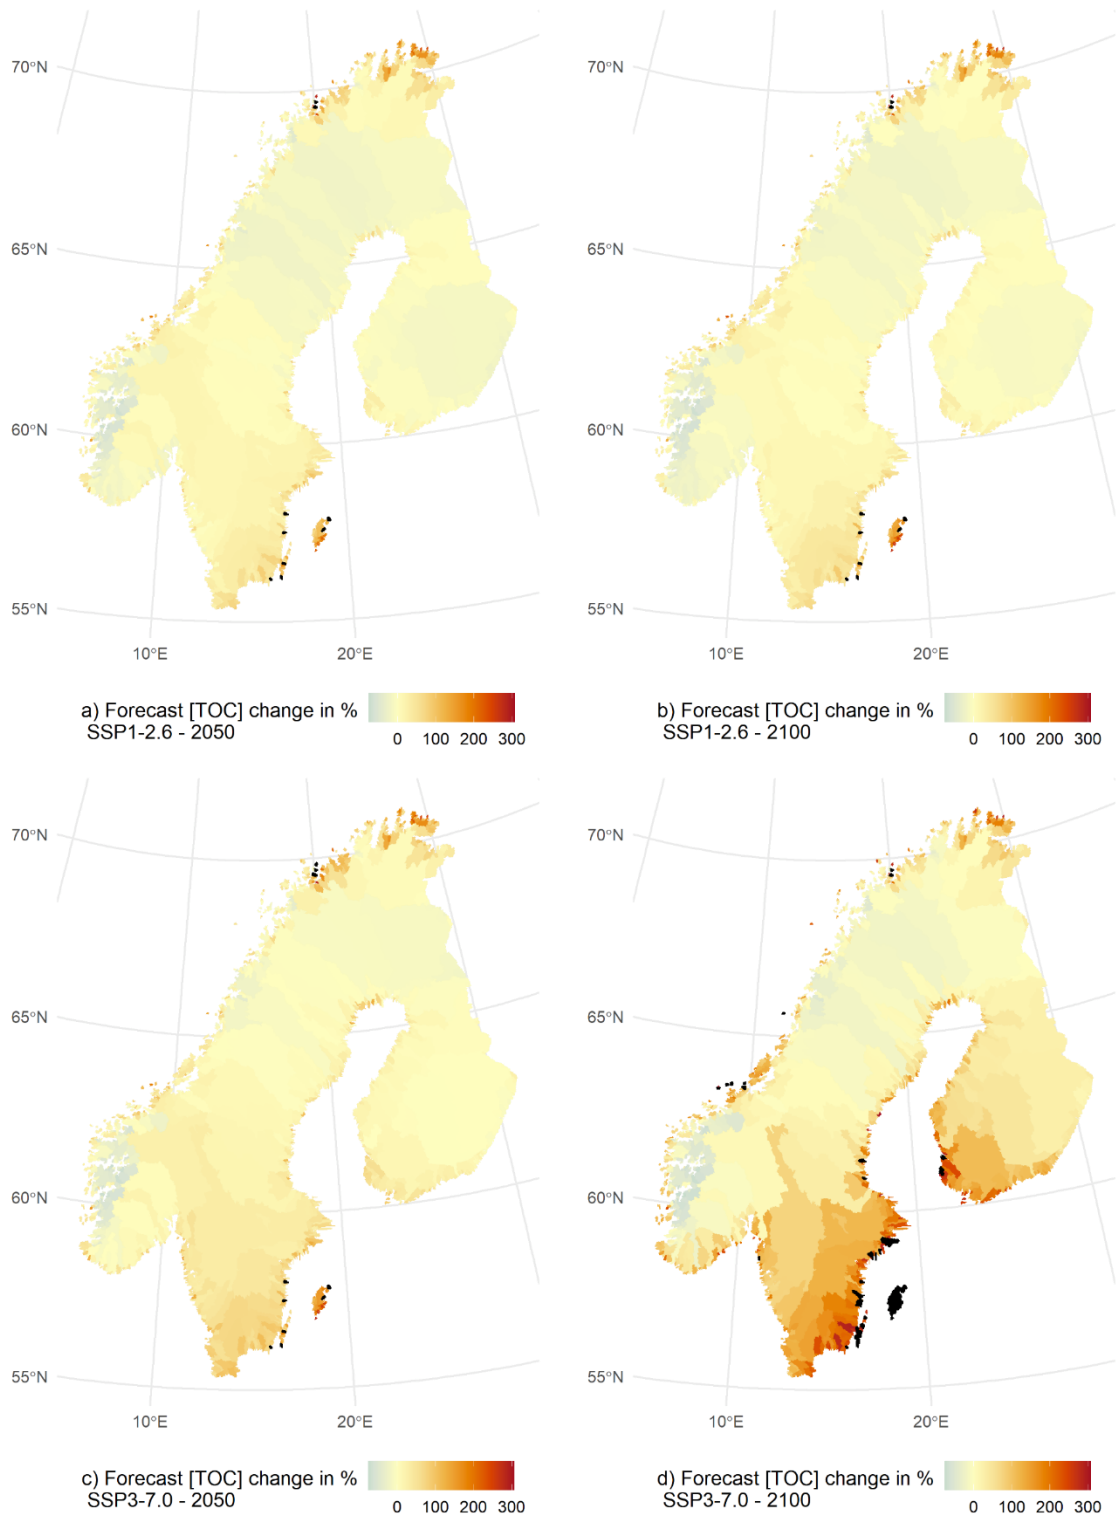 70°N
65°N
60°N
55°N
10°E 20°E
a) Forecast [TOC] change in %
SSP1-2.6 - 2050
0 100 200 300
70°N
65°N
60°N
55°N
10°E 20°E
b) Forecast [TOC] change in %
SSP1-2.6 - 2100
0 100 200 300
70°N
65°N
60°N
55°N
10°E 20°E
c) Forecast [TOC] change in %
SSP3-7.0 - 2050
0 100 200 300
70°N
65°N
60°N
55°N
10°E 20°E
d) Forecast [TOC] change in %
SSP3-7.0 - 2100
0 100 200 300